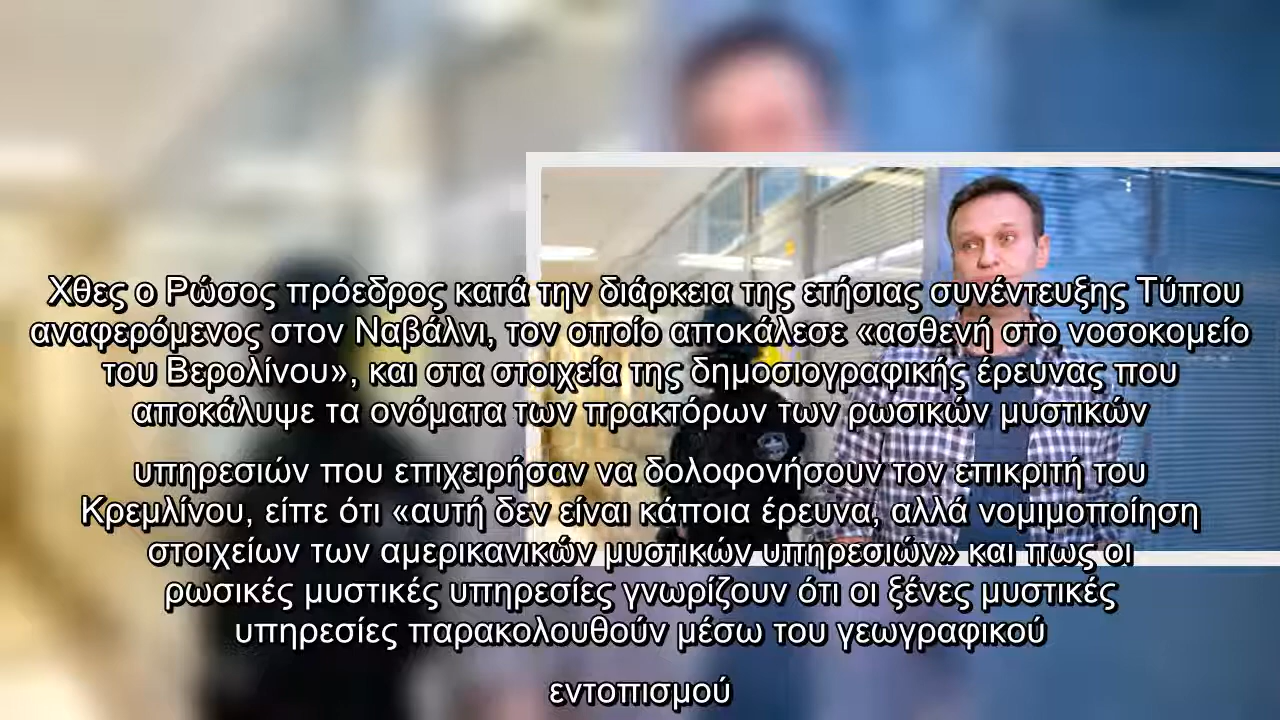 Χθες ο Ρώσος πρόεδρος κατά την διάρκεια της ετήσιας συνέντευξης Τύπου
αναφερόμενος στον Ναβάλνι, τον οποίο αποκάλεσε «ασθενή στο νοσοκομείο
του Βερολίνου», και στα στοιχεία της δημοσιογραφικής έρευνας που
αποκάλυψε τα ονόματα των πρακτόρων των ρωσικών μυστικών
υπηρεσιών που επιχειρήσαν να δολοφονήσουν τον επικριτή του
Κρεμλίνου, είπε ότι «αυτή δεν είναι κάποια έρευνα, αλλά νομιμοποίηση
στοιχείων των αμερικανικών μυστικών υπηρεσιών» και πως οι
ρωσικές μυστικές υπηρεσίες γνωρίζουν ότι οι ξένες μυστικές
υπηρεσίες παρακολουθούν μέσω του γεωγραφικού
εντοπισμού